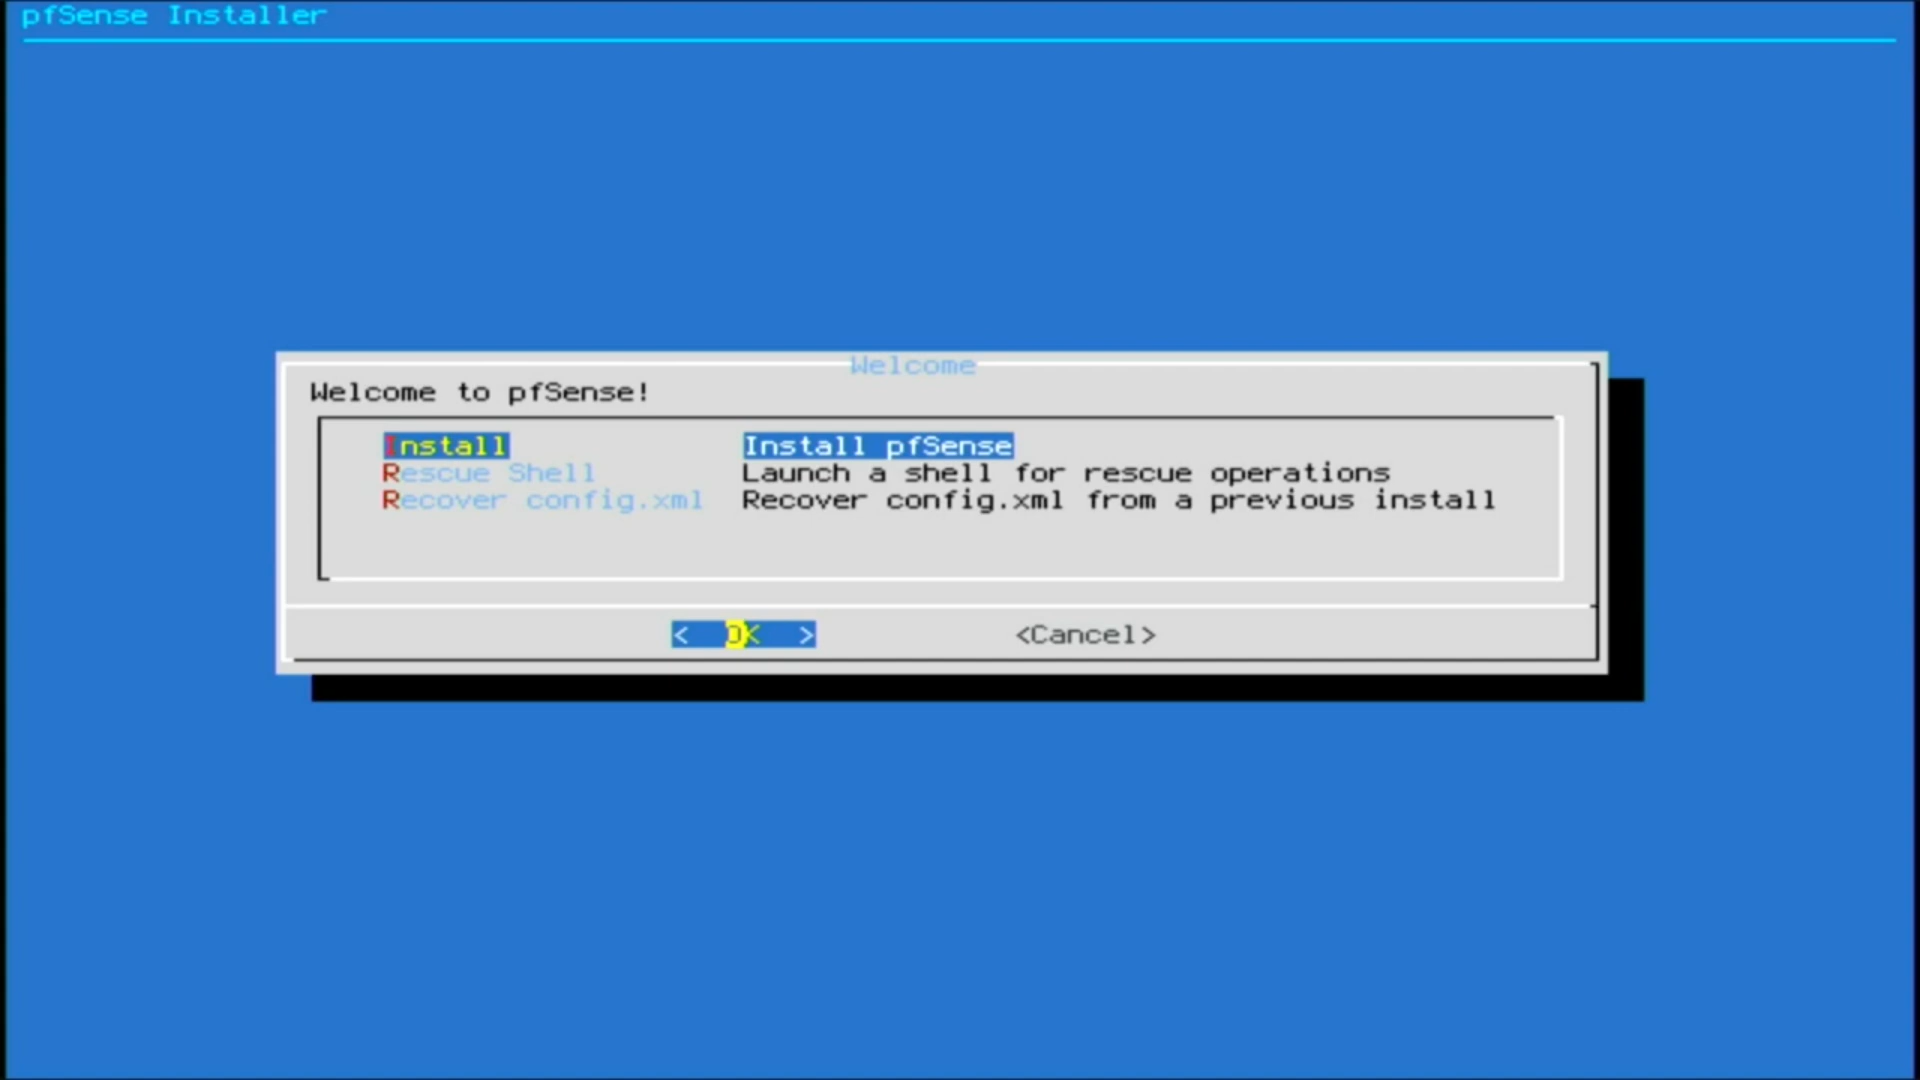 pfSense Installer
Welcome
Welcome to pfSense!
Install Install pfSense
Rescue Shell Launch a shell for rescue operations
Recover config.xml Recover config.xml from a previous install
< OK > <Cancel>